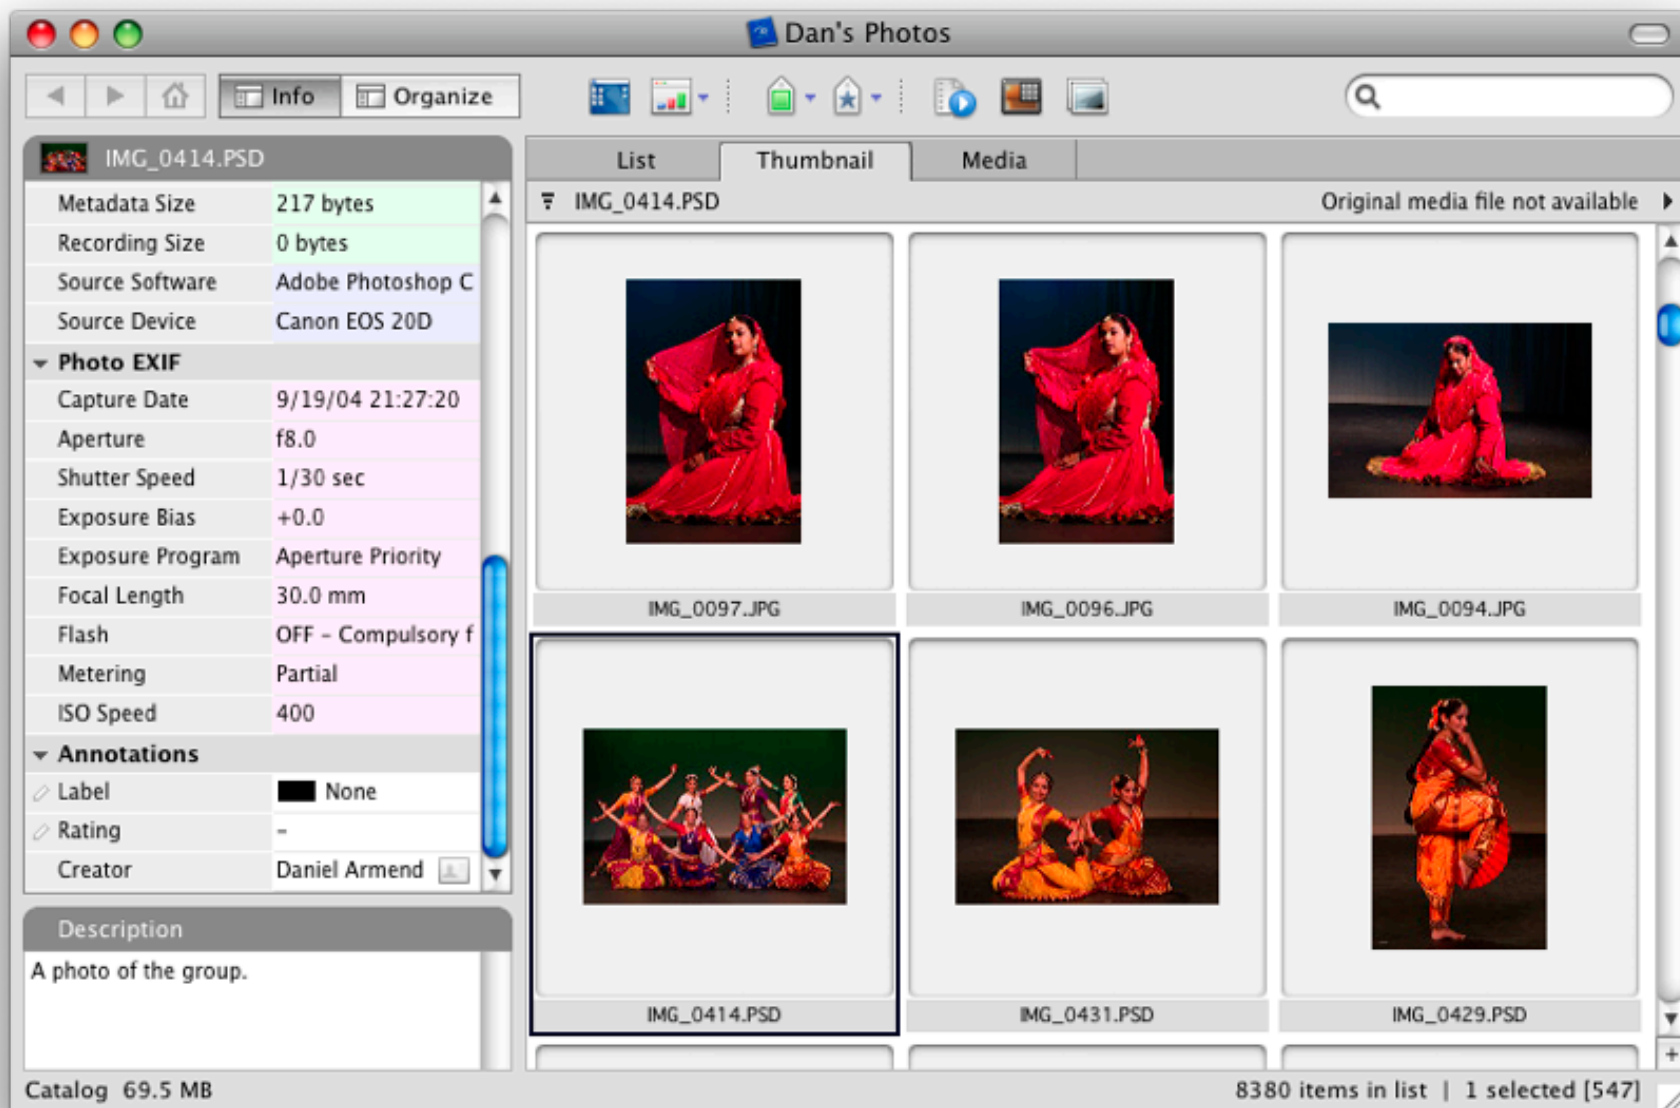 Dan's Photos
Info
Organize
IMG_0414.PSD
Metadata Size 217 bytes
Recording Size 0 bytes
Source Software Adobe Photoshop C
Source Device Canon EOS 20D
Photo EXIF
Capture Date 9/19/04 21:27:20
Aperture f8.0
Shutter Speed 1/30 sec
Exposure Bias +0.0
Exposure Program Aperture Priority
Focal Length 30.0 mm
Flash OFF – Compulsory f
Metering Partial
ISO Speed 400
Annotations
Label None
Rating –
Creator Daniel Armend
Description
A photo of the group.
List
Thumbnail
Media
IMG_0414.PSD Original media file not available
IMG_0097.JPG
IMG_0096.JPG
IMG_0094.JPG
IMG_0414.PSD
IMG_0431.PSD
IMG_0429.PSD
Catalog 69.5 MB
8380 items in list | 1 selected [547]